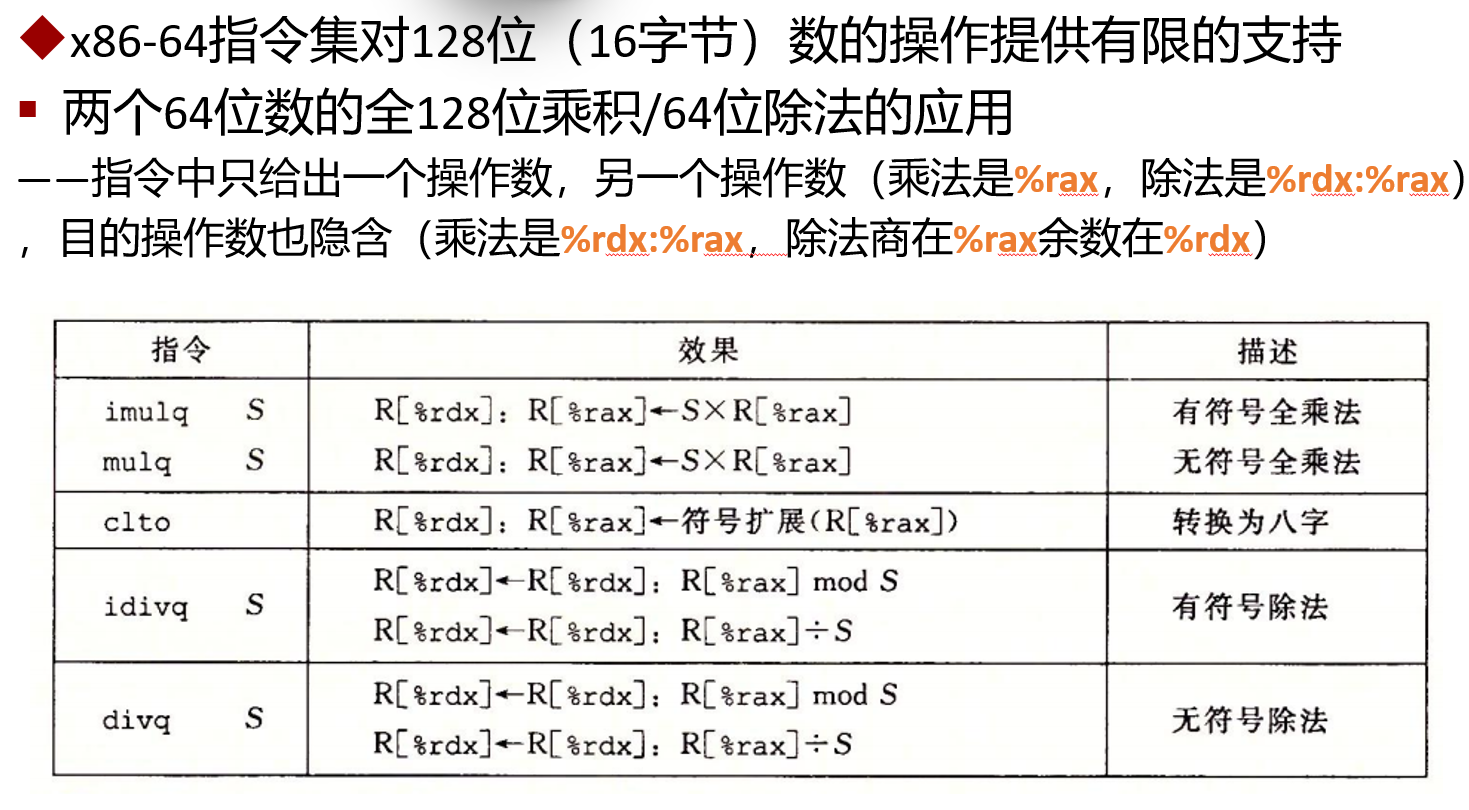 ◆x86-64指令集对128位（16字节）数的操作提供有限的支持
▪ 两个64位数的全128位乘积/64位除法的应用
——指令中只给出一个操作数，另一个操作数（乘法是%rax，除法是%rdx:%rax）
，目的操作数也隐含（乘法是%rdx:%rax，除法商在%rax余数在%rdx）
指令 效果 描述
imulq S R[%rdx]：R[%rax]←S×R[%rax] 有符号全乘法
mulq S R[%rdx]：R[%rax]←S×R[%rax] 无符号全乘法
clto R[%rdx]：R[%rax]←符号扩展(R[%rax]) 转换为八字
R[%rdx]←R[%rdx]：R[%rax] mod S
idivq S 有符号除法
R[%rdx]←R[%rdx]：R[%rax]÷S
R[%rdx]←R[%rdx]：R[%rax] mod S
divq S 无符号除法
R[%rdx]←R[%rdx]：R[%rax]÷S